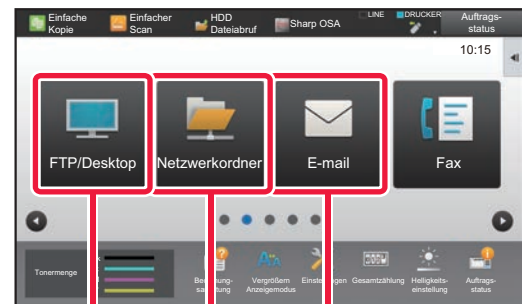 Einfache Kopie
Einfacher Scan
HDD Dateiabruf
Sharp OSA
LINE
DRUCKER
Auftrags-
status
10:15
FTP/Desktop
Netzwerkordner
E-mail
Fax
Tonermenge
Vergrößern
Anzeigemodus
Gesamtzählung
Helligkeits-
einstellung
Auftrags-
status